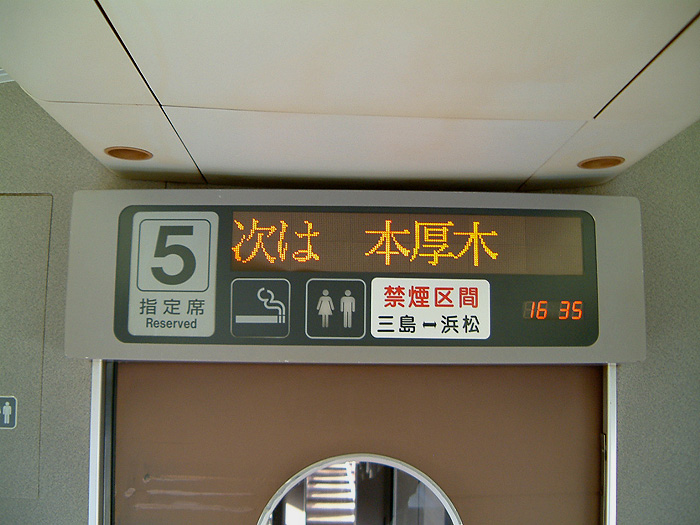 5
指定席
Reserved
次は 本厚木
禁煙区間
三島⬌浜松
16 35